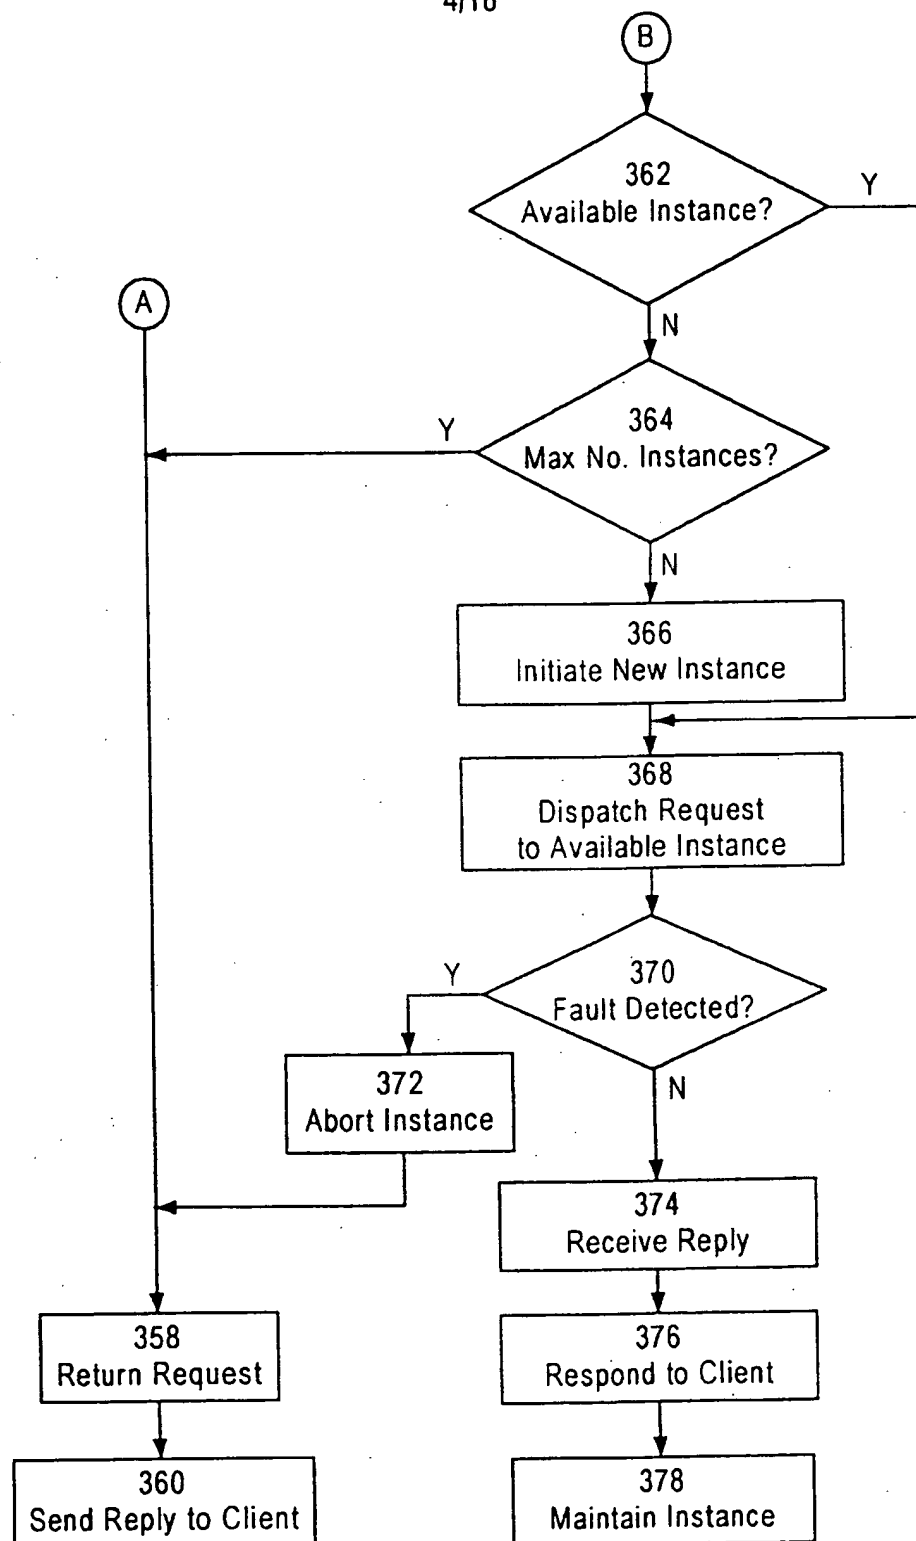 4/16
B
362
Available Instance?
Y
N
A
364
Max No. Instances?
Y
N
366
Initiate New Instance
368
Dispatch Request
to Available Instance
370
Fault Detected?
Y
N
372
Abort Instance
374
Receive Reply
358
Return Request
376
Respond to Client
360
Send Reply to Client
378
Maintain Instance